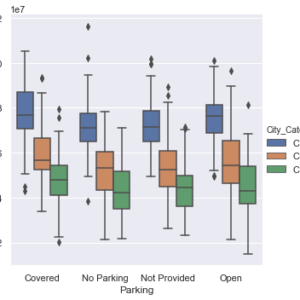 1e7
City_Cate
C
C
C
Covered
No Parking
Not Provided
Open
Parking